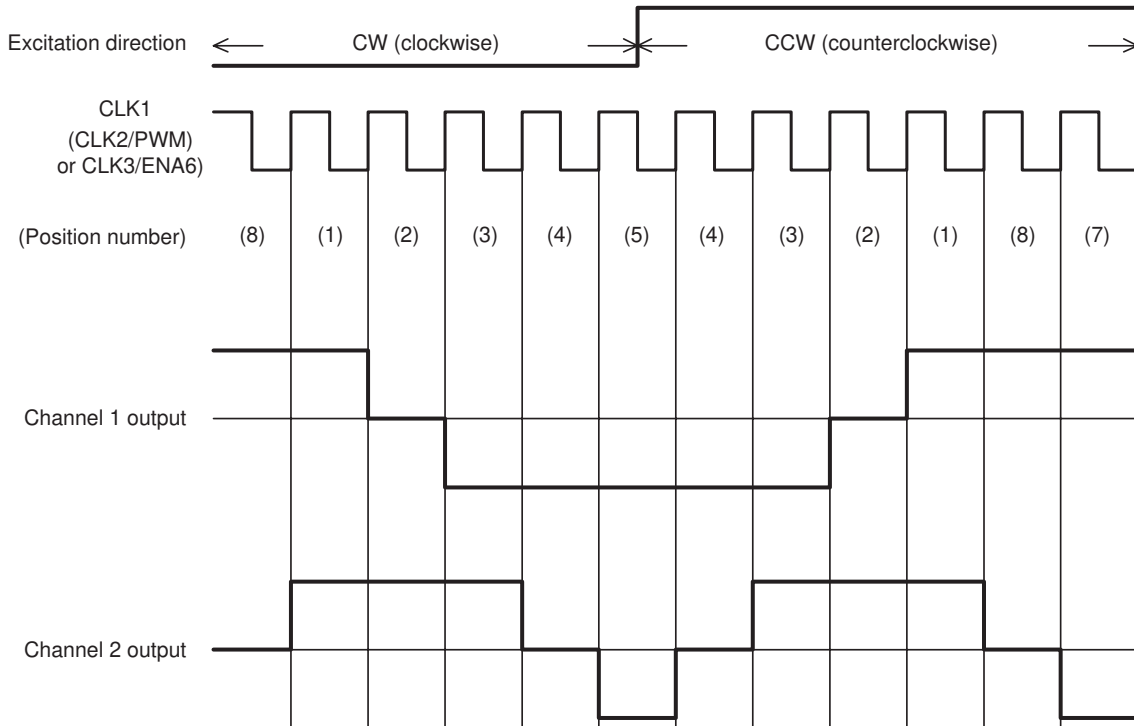 Excitation direction
CW (clockwise)
CCW (counterclockwise)
CLK1
(CLK2/PWM)
or CLK3/ENA6)
(Position number)
(8) (1) (2) (3) (4) (5) (4) (3) (2) (1) (8) (7)
Channel 1 output
Channel 2 output